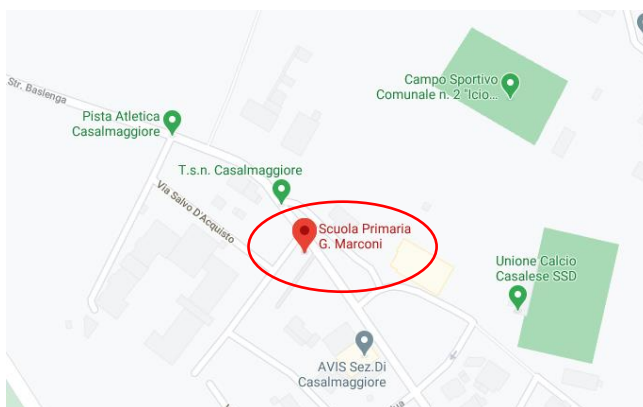 Campo Sportivo
Comunale n. 2 "Icio...
Str. Baslenga
Pista Atletica
Casalmaggiore
T.s.n. Casalmaggiore
Via Salvo D'Acquisto
Scuola Primaria
G. Marconi
Unione Calcio
Casalese SSD
AVIS Sez.Di
Casalmaggiore